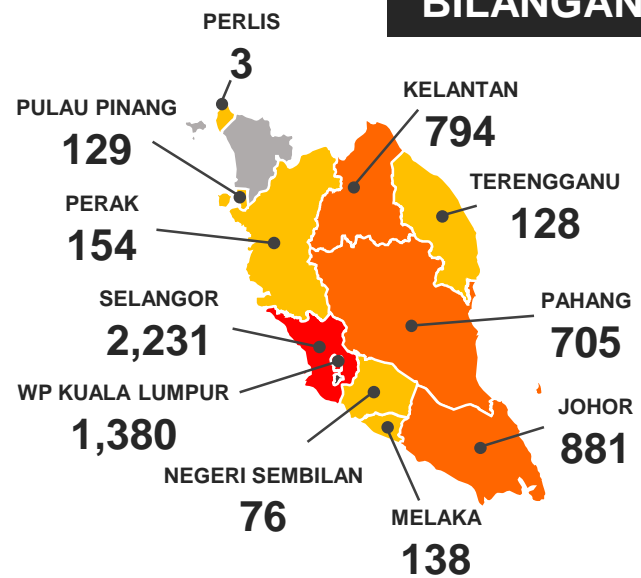 BILANGAN
PERLIS
3
KELANTAN
794
PULAU PINANG
129
TERENGGANU
128
PERAK
154
SELANGOR
2,231
PAHANG
705
WP KUALA LUMPUR
1,380
JOHOR
881
NEGERI SEMBILAN
76
MELAKA
138